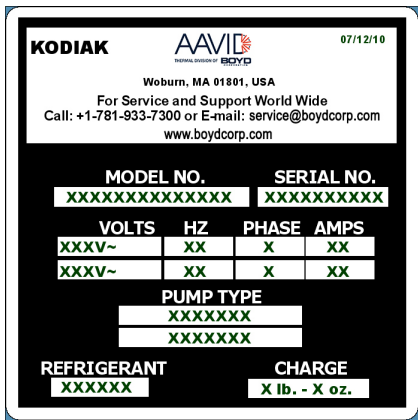 KODIAK
AAVID
07/12/10
THERMAL DIVISION OF BOYD
CORPORATION
Woburn, MA 01801, USA
For Service and Support World Wide
Call: +1-781-933-7300 or E-mail: service@boydcorp.com
www.boydcorp.com
MODEL NO. SERIAL NO.
XXXXXXXXXXXXXX XXXXXXXXXX
VOLTS HZ PHASE AMPS
XXXV~ XX X XX
XXXV~ XX X XX
PUMP TYPE
XXXXXXX
XXXXXXX
REFRIGERANT CHARGE
XXXXXX X lb. - X oz.